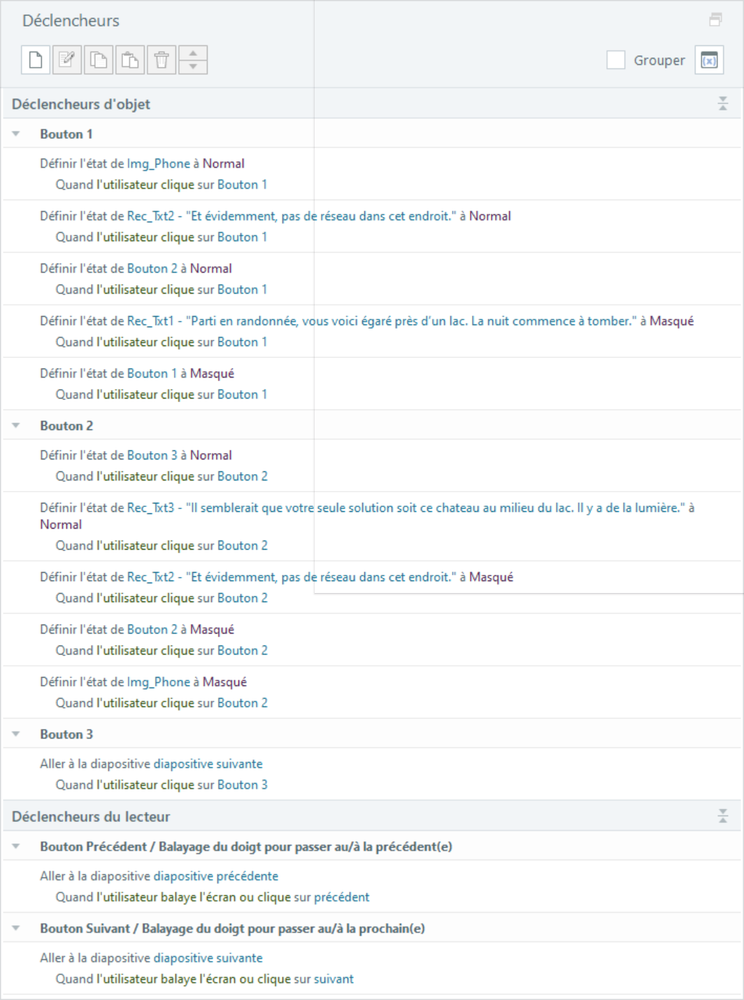 Déclencheurs
Grouper
(x)
Déclencheurs d'objet
Bouton 1
Définir l'état de Img_Phone à Normal
Quand l'utilisateur clique sur Bouton 1
Définir l'état de Rec_Txt2 - "Et évidemment, pas de réseau dans cet endroit." à Normal
Quand l'utilisateur clique sur Bouton 1
Définir l'état de Bouton 2 à Normal
Quand l'utilisateur clique sur Bouton 1
Définir l'état de Rec_Txt1 - "Parti en randonnée, vous voici égaré près d'un lac. La nuit commence à tomber." à Masqué
Quand l'utilisateur clique sur Bouton 1
Définir l'état de Bouton 1 à Masqué
Quand l'utilisateur clique sur Bouton 1
Bouton 2
Définir l'état de Bouton 3 à Normal
Quand l'utilisateur clique sur Bouton 2
Définir l'état de Rec_Txt3 - "Il semblerait que votre seule solution soit ce chateau au milieu du lac. Il y a de la lumière." à
Normal
Quand l'utilisateur clique sur Bouton 2
Définir l'état de Rec_Txt2 - "Et évidemment, pas de réseau dans cet endroit." à Masqué
Quand l'utilisateur clique sur Bouton 2
Définir l'état de Bouton 2 à Masqué
Quand l'utilisateur clique sur Bouton 2
Définir l'état de Img_Phone à Masqué
Quand l'utilisateur clique sur Bouton 2
Bouton 3
Aller à la diapositive diapositive suivante
Quand l'utilisateur clique sur Bouton 3
Déclencheurs du lecteur
Bouton Précédent / Balayage du doigt pour passer au/à la précédent(e)
Aller à la diapositive diapositive précédente
Quand l'utilisateur balaye l'écran ou clique sur précédent
Bouton Suivant / Balayage du doigt pour passer au/à la prochain(e)
Aller à la diapositive diapositive suivante
Quand l'utilisateur balaye l'écran ou clique sur suivant